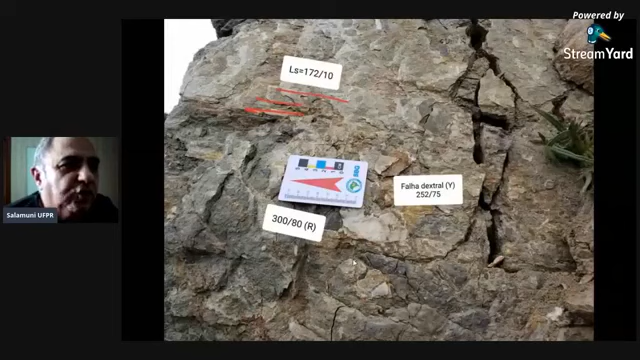 Powered by
StreamYard
Ls=172/10
Falha dextral (Y)
252/75
300/80 (R)
Salamuni UFPR